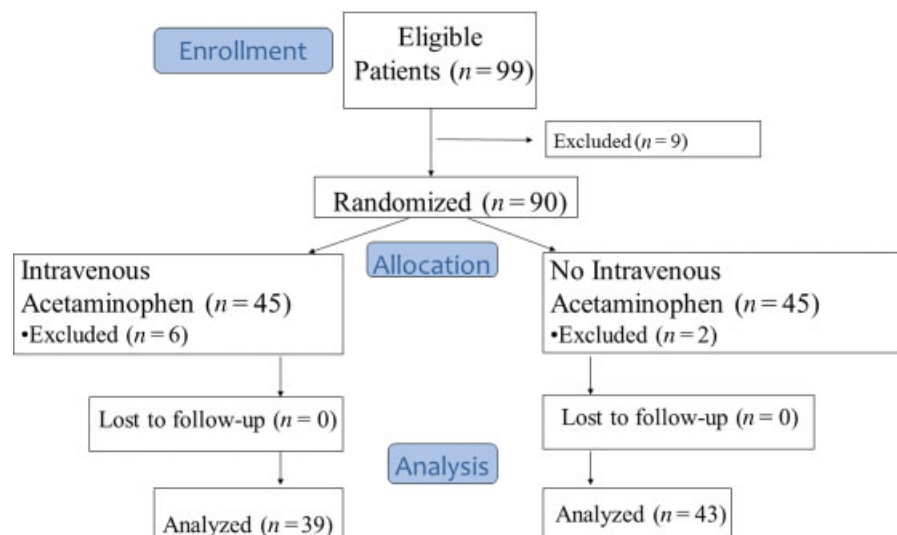 Enrollment
Eligible
Patients (n = 99)
Excluded (n = 9)
Randomized (n = 90)
Allocation
Intravenous
Acetaminophen (n = 45)
•Excluded (n = 6)
No Intravenous
Acetaminophen (n = 45)
•Excluded (n = 2)
Lost to follow-up (n = 0)
Lost to follow-up (n = 0)
Analysis
Analyzed (n = 39)
Analyzed (n = 43)